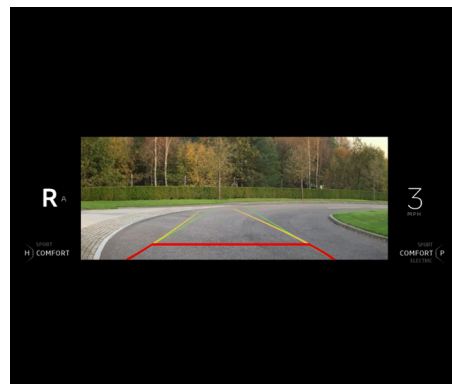 R A
3
MPH
SPORT
H) COMFORT
SPORT
COMFORT (P
ELECTRIC